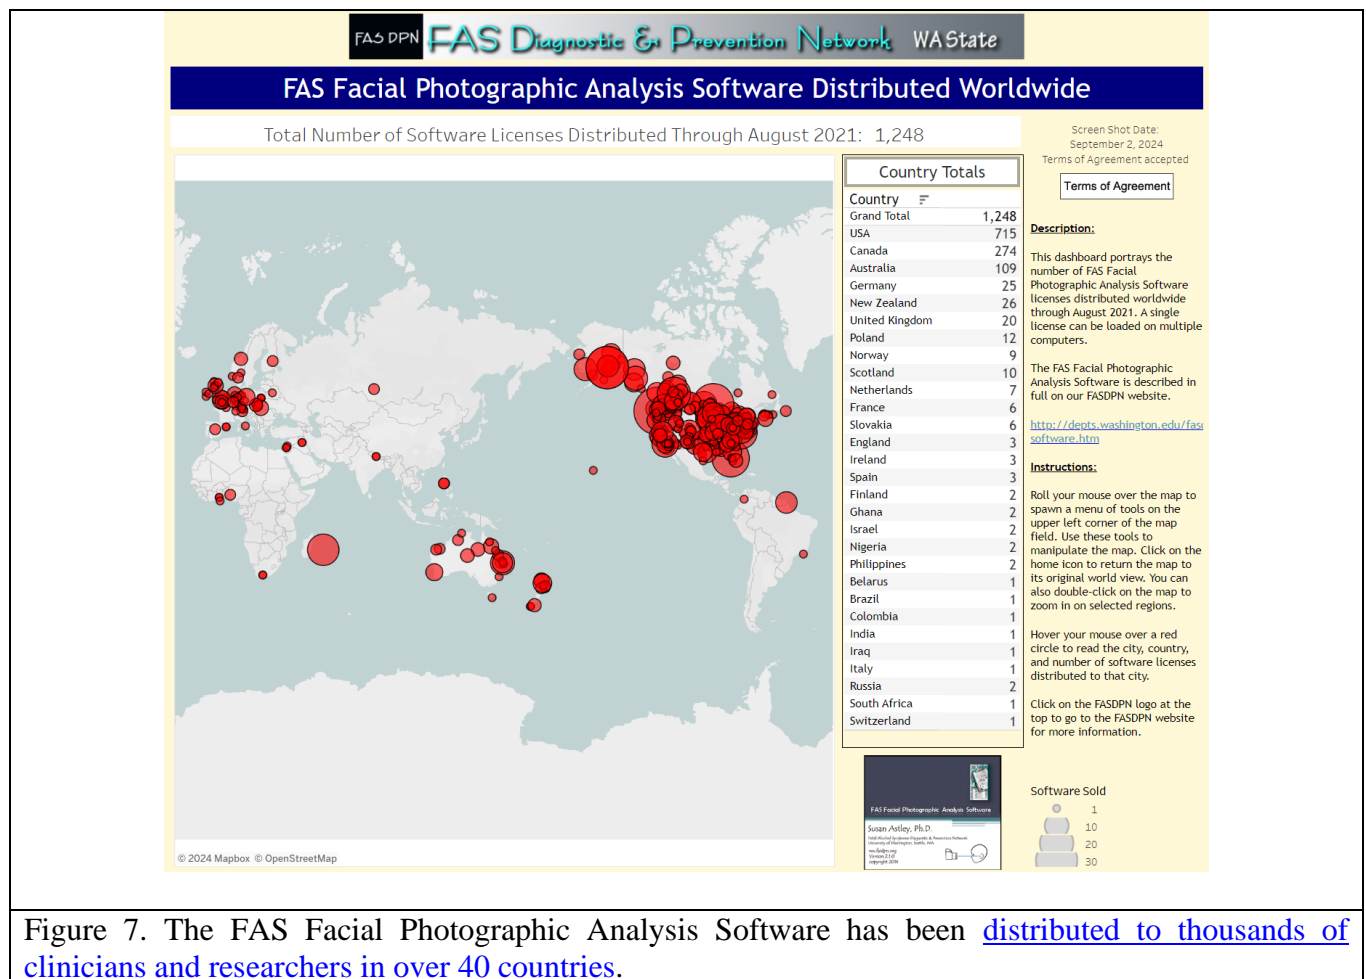 FAS DPN FAS Diagnostic & Prevention Network WA State
FAS Facial Photographic Analysis Software Distributed Worldwide
Total Number of Software Licenses Distributed Through August 2021: 1,248
© 2024 Mapbox © OpenStreetMap
Country Totals
Country
Grand Total 1,248
USA 715
Canada 274
Australia 109
Germany 25
New Zealand 26
United Kingdom 20
Poland 12
Norway 9
Scotland 10
Netherlands 7
France 6
Slovakia 6
England 3
Ireland 3
Spain 3
Finland 2
Ghana 2
Israel 2
Nigeria 2
Philippines 2
Belarus 1
Brazil 1
Colombia 1
India 1
Iraq 1
Italy 1
Russia 2
South Africa 1
Switzerland 1
FAS Facial Photographic Analysis Software
Susan Astley, Ph.D.
Fetal Alcohol Syndrome Diagnostic & Prevention Network
University of Washington, Seattle, WA
copyright 2016
Screen Shot Date:
September 2, 2024
Terms of Agreement accepted
Terms of Agreement
Description:
This dashboard portrays the
number of FAS Facial
Photographic Analysis Software
licenses distributed worldwide
through August 2021. A single
license can be loaded on multiple
computers.
The FAS Facial Photographic
Analysis Software is described in
full on our FASDPN website.
http://depts.washington.edu/fasd
software.htm
Instructions:
Roll your mouse over the map to
spawn a menu of tools on the
upper left corner of the map
field. Use these tools to
manipulate the map. Click on the
home icon to return the map to
its original world view. You can
also double-click on the map to
zoom in on selected regions.
Hover your mouse over a red
circle to read the city, country,
and number of software licenses
distributed to that city.
Click on the FASDPN logo at the
top to go to the FASDPN website
for more information.
Software Sold
1
10
20
30
Figure 7. The FAS Facial Photographic Analysis Software has been distributed to thousands of
clinicians and researchers in over 40 countries.